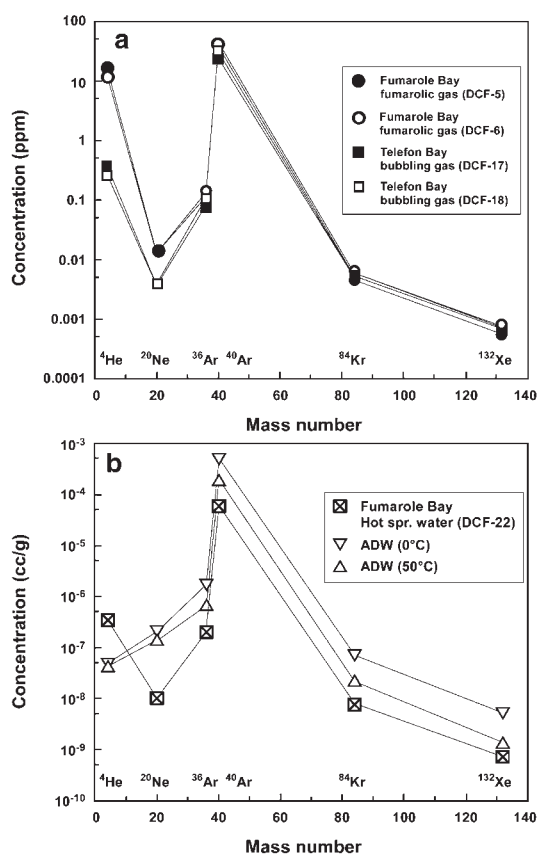 a
Concentration (ppm)
100
10
1
0.1
0.01
0.001
0.0001
Fumarole Bay
fumarolic gas (DCF-5)
Fumarole Bay
fumarolic gas (DCF-6)
Telefon Bay
bubbling gas (DCF-17)
Telefon Bay
bubbling gas (DCF-18)
⁴He ²⁰Ne ³⁶Ar ⁴⁰Ar ⁸⁴Kr ¹³²Xe
0 20 40 60 80 100 120 140
Mass number
b
Concentration (cc/g)
10⁻³
10⁻⁴
10⁻⁵
10⁻⁶
10⁻⁷
10⁻⁸
10⁻⁹
10⁻¹⁰
Fumarole Bay
Hot spr. water (DCF-22)
ADW (0°C)
ADW (50°C)
⁴He ²⁰Ne ³⁶Ar ⁴⁰Ar ⁸⁴Kr ¹³²Xe
0 20 40 60 80 100 120 140
Mass number